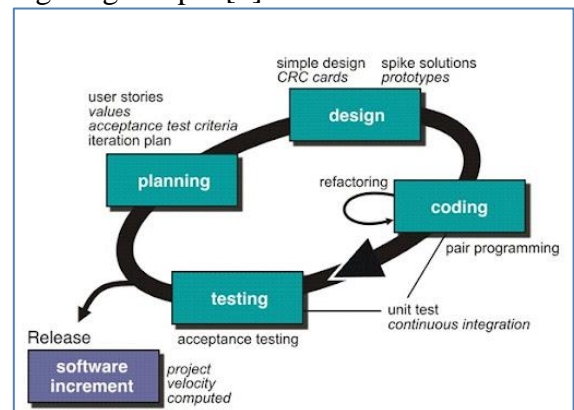 simple design
CRC cards
spike solutions
prototypes
design
user stories
values
acceptance test criteria
iteration plan
planning
refactoring
coding
pair programming
testing
acceptance testing
unit test
continuous integration
Release
software
increment
project
velocity
computed